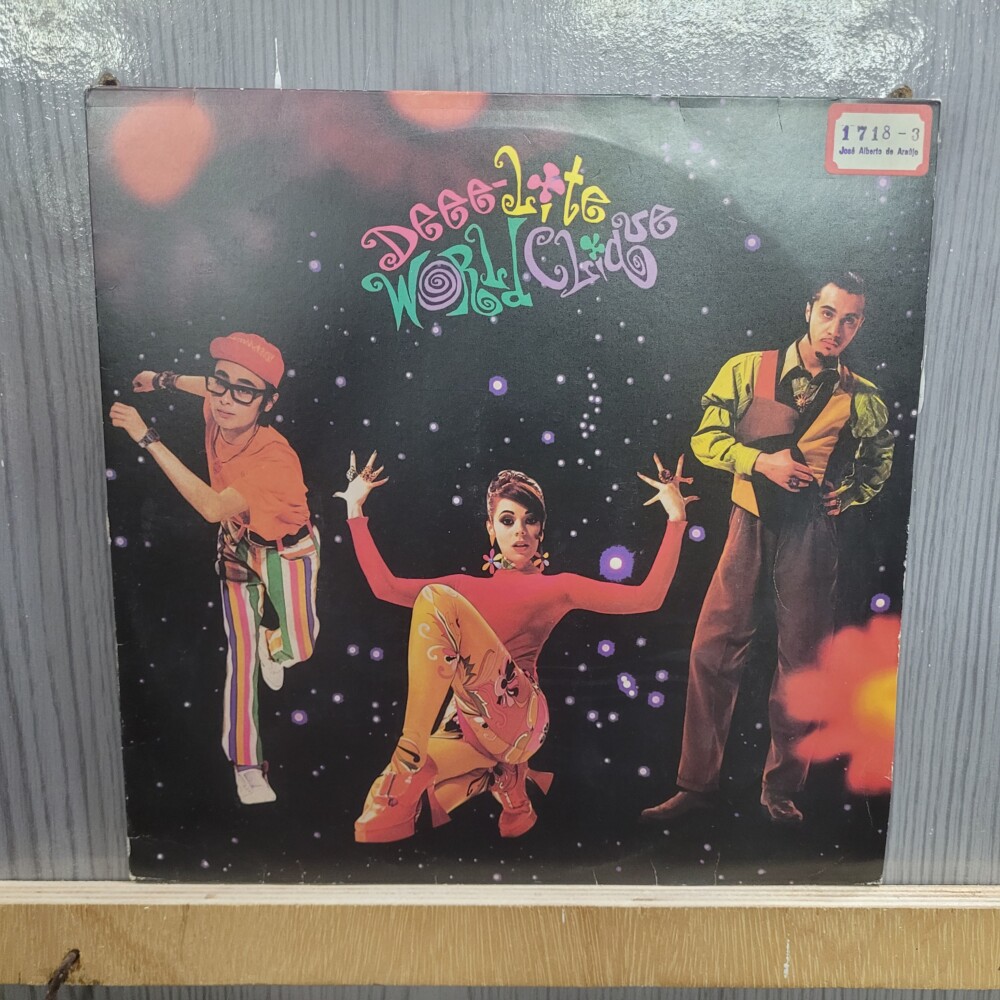 Deee-Lite
WORLD CLiQUE
1718-3
José Alberto de Araújo